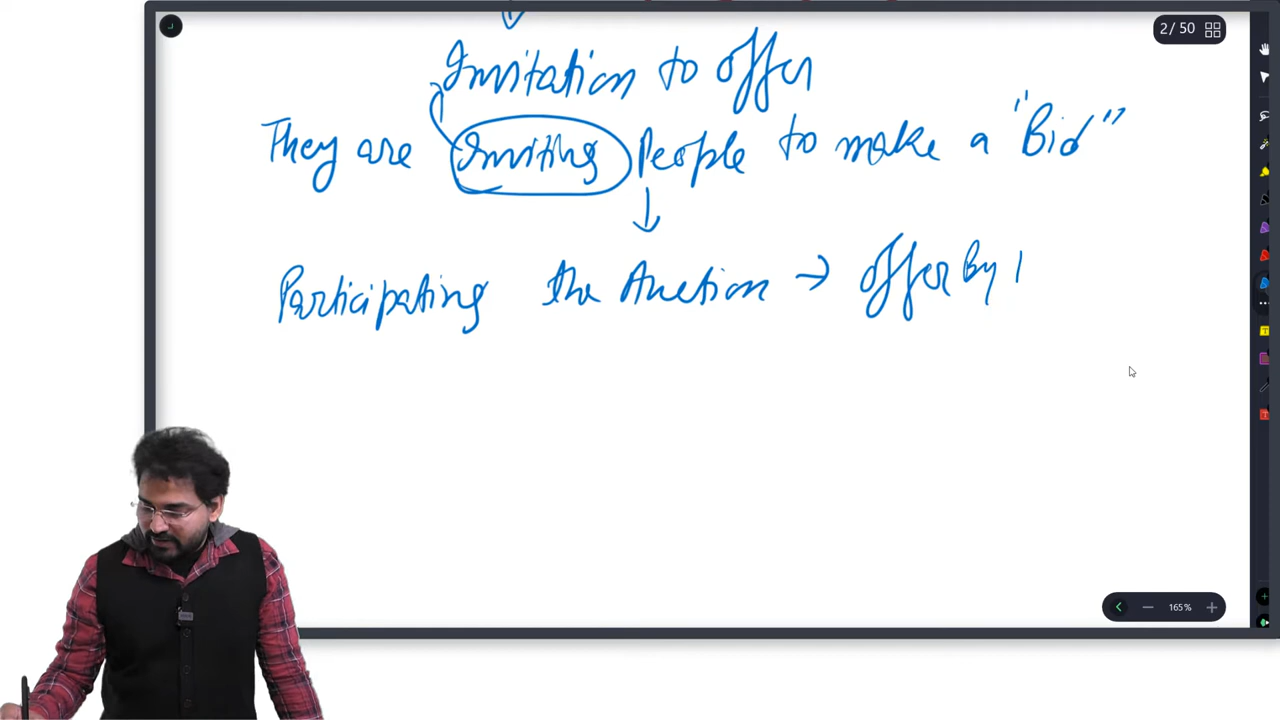 2/ 50
Invitation to offer
They are Inviting People to make a "Bid"
Participating the Auction → offer By
165%